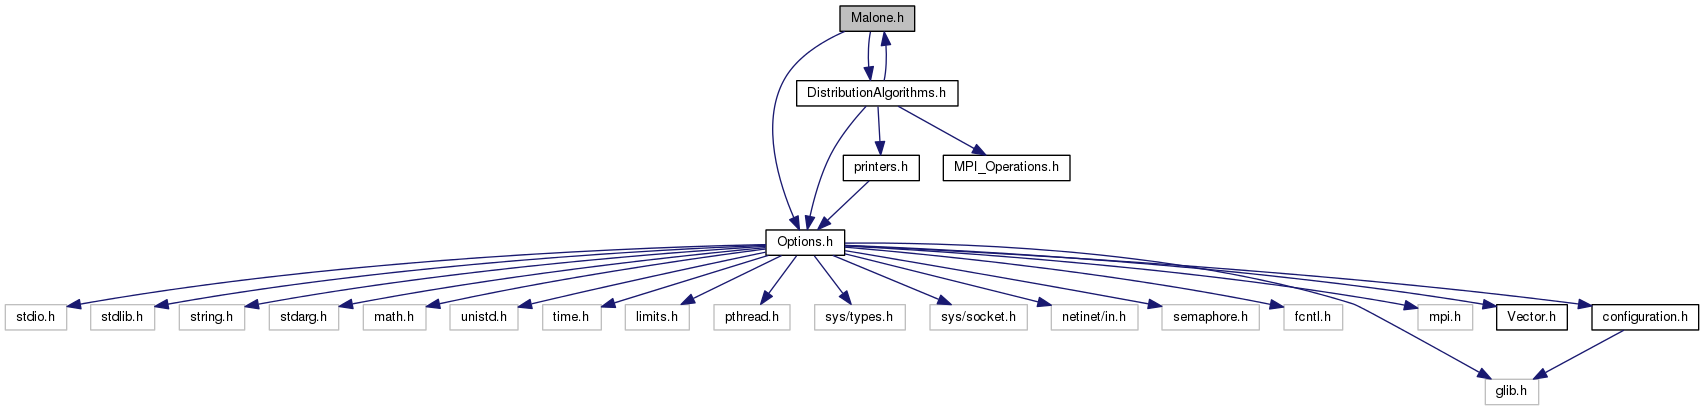 Malone.h
DistributionAlgorithms.h
printers.h
MPI_Operations.h
Options.h
stdio.h
stdlib.h
string.h
stdarg.h
math.h
unistd.h
time.h
limits.h
pthread.h
sys/types.h
sys/socket.h
netinet/in.h
semaphore.h
fcntl.h
mpi.h
Vector.h
configuration.h
glib.h